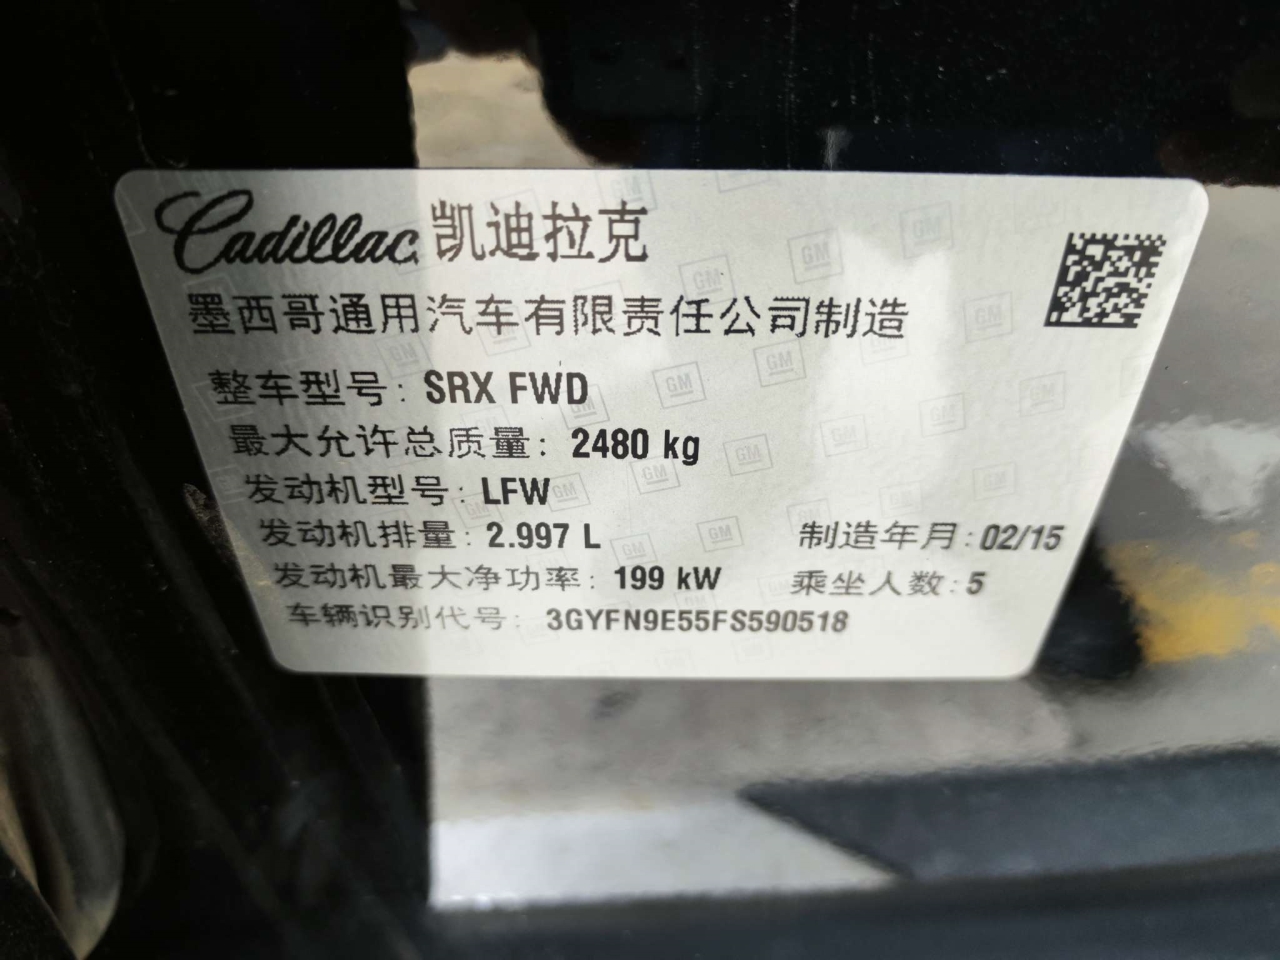 Cadillac 凯迪拉克
墨西哥通用汽车有限责任公司制造
整车型号: SRX FWD
最大允许总质量: 2480 kg
发动机型号: LFW
发动机排量: 2.997 L 制造年月: 02/15
发动机最大净功率: 199 kW 乘坐人数: 5
车辆识别代号: 3GYFN9E55FS590518